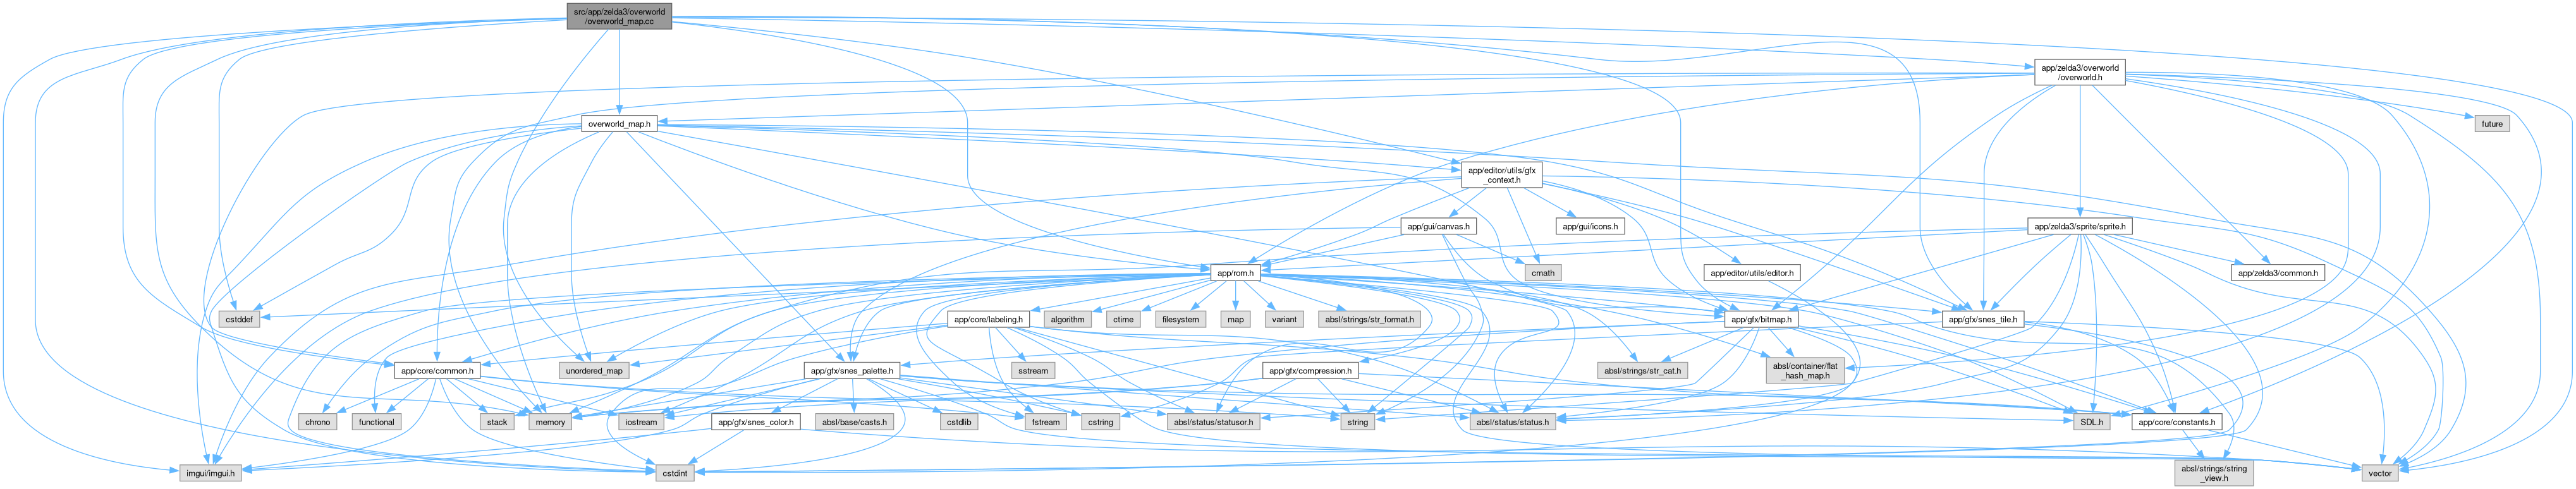 src/app/zelda3/overworld
/overworld_map.cc
app/zelda3/overworld
/overworld.h
overworld_map.h
future
app/editor/utils/gfx
_context.h
app/gui/canvas.h
app/gui/icons.h
app/zelda3/sprite/sprite.h
app/rom.h
cmath
app/editor/utils/editor.h
app/zelda3/common.h
cstddef
app/core/labeling.h
algorithm
ctime
filesystem
map
variant
absl/strings/str_format.h
app/gfx/bitmap.h
app/gfx/snes_tile.h
app/core/common.h
unordered_map
sstream
app/gfx/snes_palette.h
app/gfx/compression.h
absl/strings/str_cat.h
absl/container/flat
_hash_map.h
chrono
functional
stack
memory
iostream
app/gfx/snes_color.h
absl/base/casts.h
cstdlib
fstream
cstring
absl/status/statusor.h
string
absl/status/status.h
SDL.h
app/core/constants.h
imgui/imgui.h
cstdint
absl/strings/string
_view.h
vector